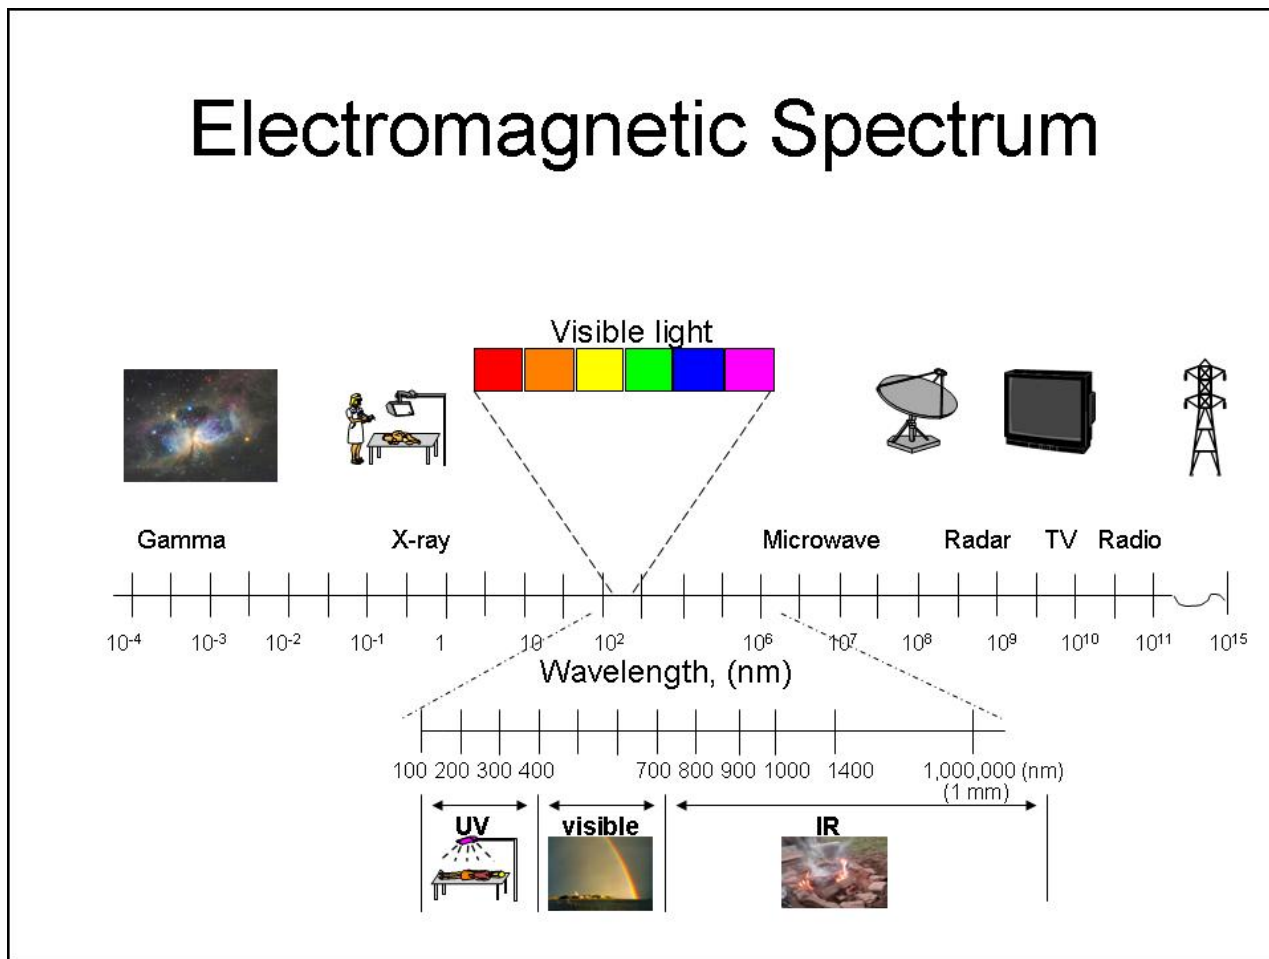 Electromagnetic Spectrum
Visible light
Gamma X-ray Microwave Radar TV Radio
10⁻⁴ 10⁻³ 10⁻² 10⁻¹ 1 10 10² 10⁶ 10⁷ 10⁸ 10⁹ 10¹⁰ 10¹¹ 10¹⁵
Wavelength, (nm)
100 200 300 400 700 800 900 1000 1400 1,000,000 (nm)
(1 mm)
UV visible IR